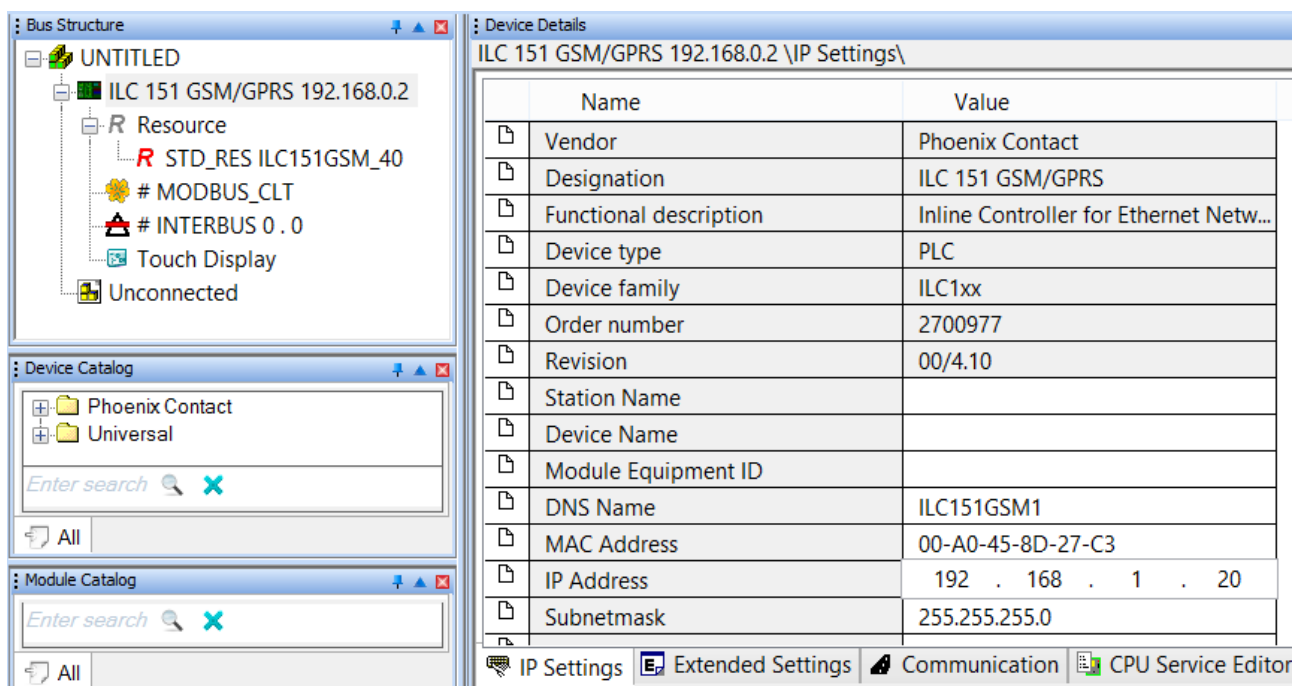 Bus Structure
UNTITLED
ILC 151 GSM/GPRS 192.168.0.2
R Resource
R STD_RES ILC151GSM_40
# MODBUS_CLT
# INTERBUS 0 . 0
Touch Display
Unconnected
Device Catalog
Phoenix Contact
Universal
Enter search
All
Module Catalog
Enter search
All
Device Details
ILC 151 GSM/GPRS 192.168.0.2 \IP Settings\
Name Value
Vendor Phoenix Contact
Designation ILC 151 GSM/GPRS
Functional description Inline Controller for Ethernet Netw...
Device type PLC
Device family ILC1xx
Order number 2700977
Revision 00/4.10
Station Name
Device Name
Module Equipment ID
DNS Name ILC151GSM1
MAC Address 00-A0-45-8D-27-C3
IP Address 192 . 168 . 1 . 20
Subnetmask 255.255.255.0
IP Settings Extended Settings Communication CPU Service Editor